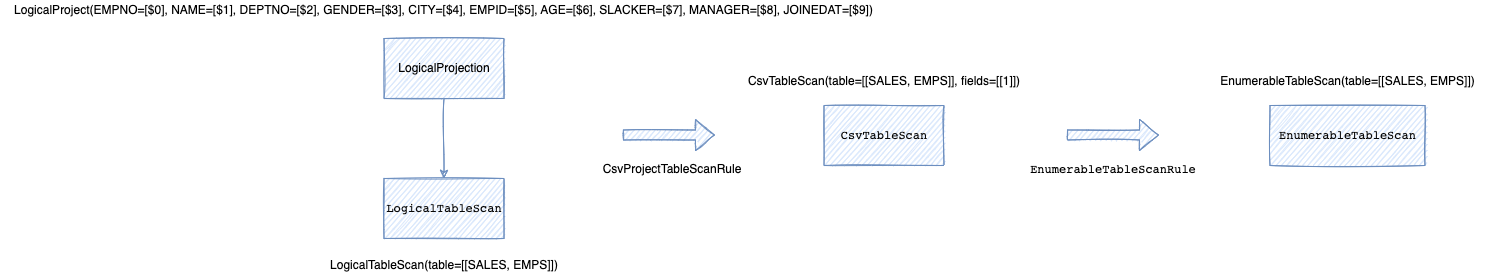 LogicalProject(EMPNO=[$0], NAME=[$1], DEPTNO=[$2], GENDER=[$3], CITY=[$4], EMPID=[$5], AGE=[$6], SLACKER=[$7], MANAGER=[$8], JOINEDAT=[$9])
LogicalProjection
LogicalTableScan
LogicalTableScan(table=[[SALES, EMPS]])
CsvProjectTableScanRule
CsvTableScan(table=[[SALES, EMPS]], fields=[[1]])
CsvTableScan
EnumerableTableScanRule
EnumerableTableScan(table=[[SALES, EMPS]])
EnumerableTableScan